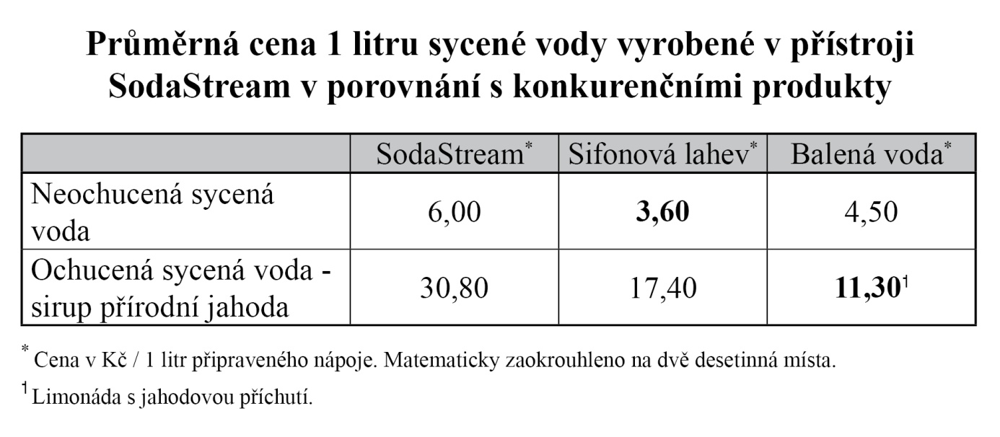 Průměrná cena 1 litru sycené vody vyrobené v přístroji
SodaStream v porovnání s konkurenčními produkty
SodaStream* Sifonová lahev* Balená voda*
Neochucená sycená
voda
6,00 3,60 4,50
Ochucená sycená voda -
sirup přírodní jahoda
30,80 17,40 11,30˧
* Cena v Kč / 1 litr připraveného nápoje. Matematicky zaokrouhleno na dvě desetinná místa.
˧ Limonáda s jahodovou příchutí.